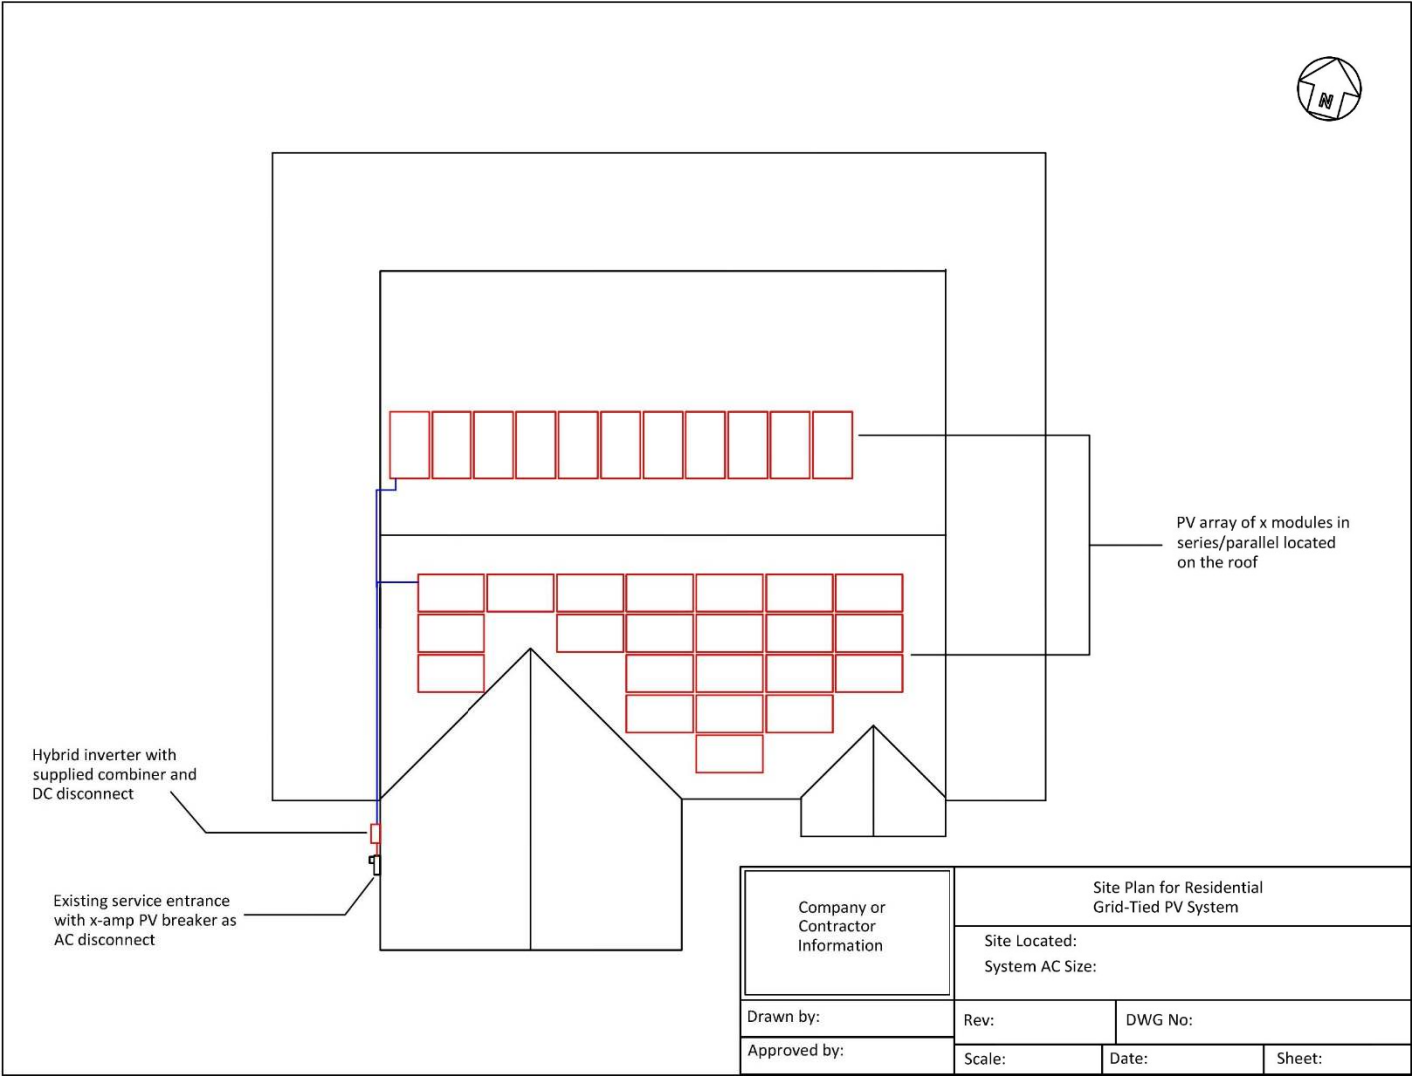 N
PV array of x modules in
series/parallel located
on the roof
Hybrid inverter with
supplied combiner and
DC disconnect
Existing service entrance
with x-amp PV breaker as
AC disconnect
Company or
Contractor
Information
Site Plan for Residential
Grid-Tied PV System
Site Located:
System AC Size:
Drawn by:
Rev:
DWG No:
Approved by:
Scale:
Date:
Sheet: